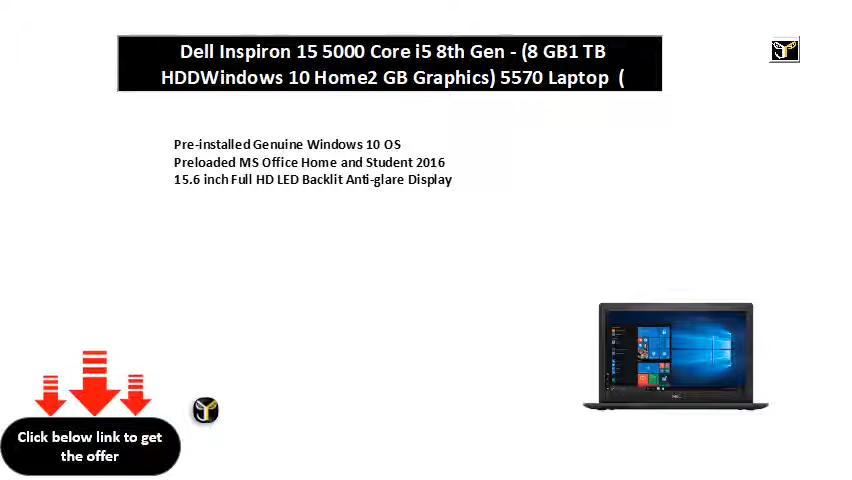 Dell Inspiron 15 5000 Core i5 8th Gen - (8 GB1 TB
HDDWindows 10 Home2 GB Graphics) 5570 Laptop  (
Pre-installed Genuine Windows 10 OS
Preloaded MS Office Home and Student 2016
15.6 inch Full HD LED Backlit Anti-glare Display
Click below link to get
the offer